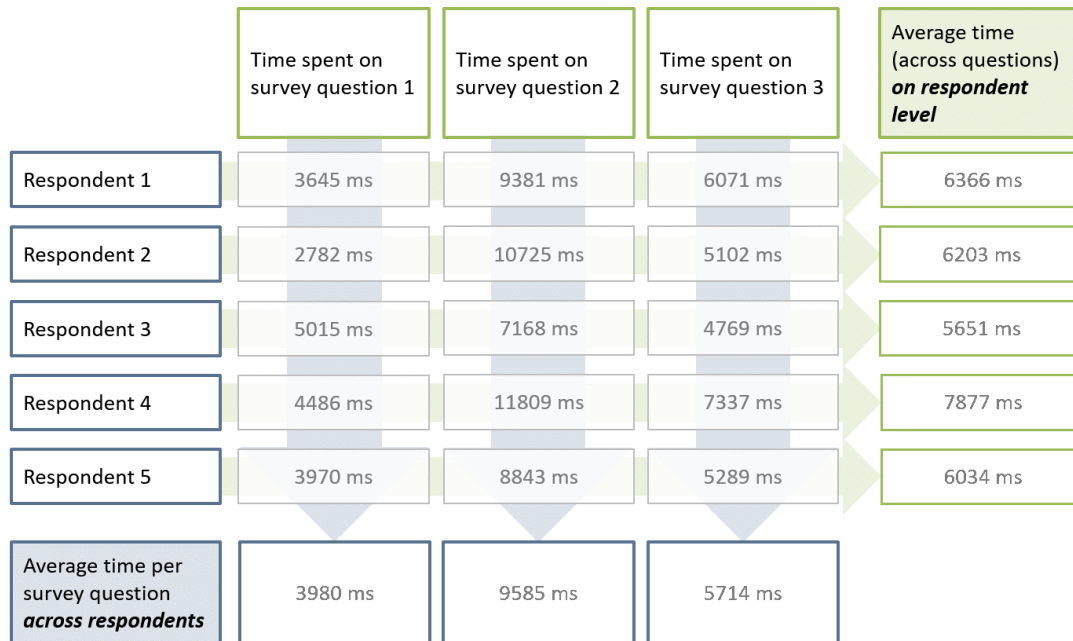 Time spent on
survey question 1
Time spent on
survey question 2
Time spent on
survey question 3
Average time
(across questions)
on respondent
level
Respondent 1
3645 ms
9381 ms
6071 ms
6366 ms
Respondent 2
2782 ms
10725 ms
5102 ms
6203 ms
Respondent 3
5015 ms
7168 ms
4769 ms
5651 ms
Respondent 4
4486 ms
11809 ms
7337 ms
7877 ms
Respondent 5
3970 ms
8843 ms
5289 ms
6034 ms
Average time per
survey question
across respondents
3980 ms
9585 ms
5714 ms